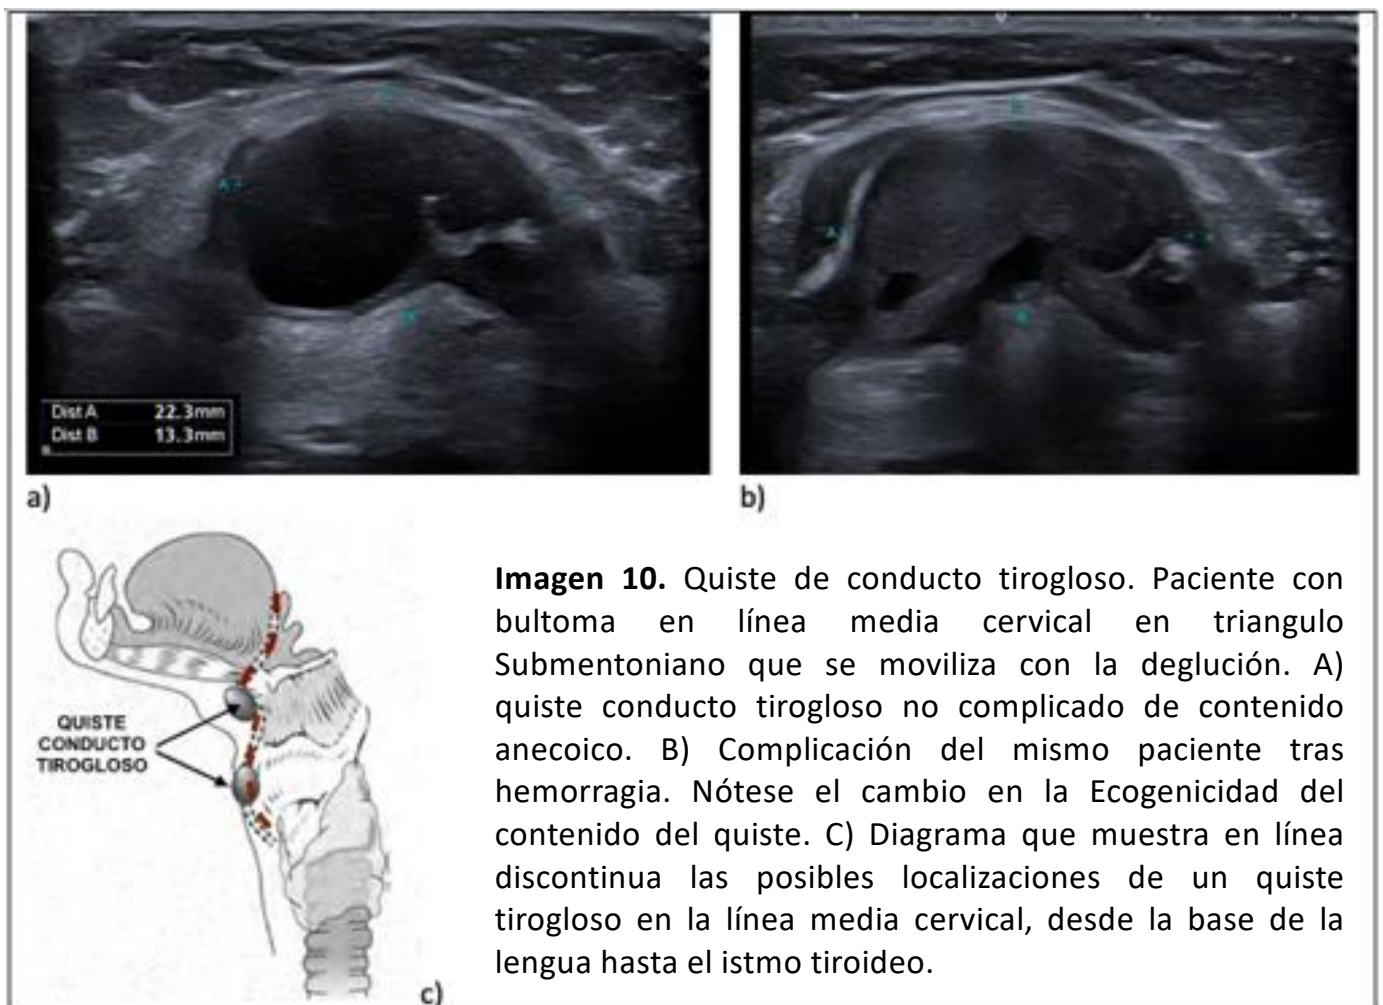 Dist A 22.3mm
Dist B 13.3mm
a)
b)
QUISTE
CONDUCTO
TIROGLOSO
c)
Imagen 10. Quiste de conducto tirogloso. Paciente con
bultoma en línea media cervical en triangulo
Submentoniano que se moviliza con la deglución. A)
quiste conducto tirogloso no complicado de contenido
anecoico. B) Complicación del mismo paciente tras
hemorragia. Nótese el cambio en la Ecogenicidad del
contenido del quiste. C) Diagrama que muestra en línea
discontinua las posibles localizaciones de un quiste
tirogloso en la línea media cervical, desde la base de la
lengua hasta el istmo tiroideo.